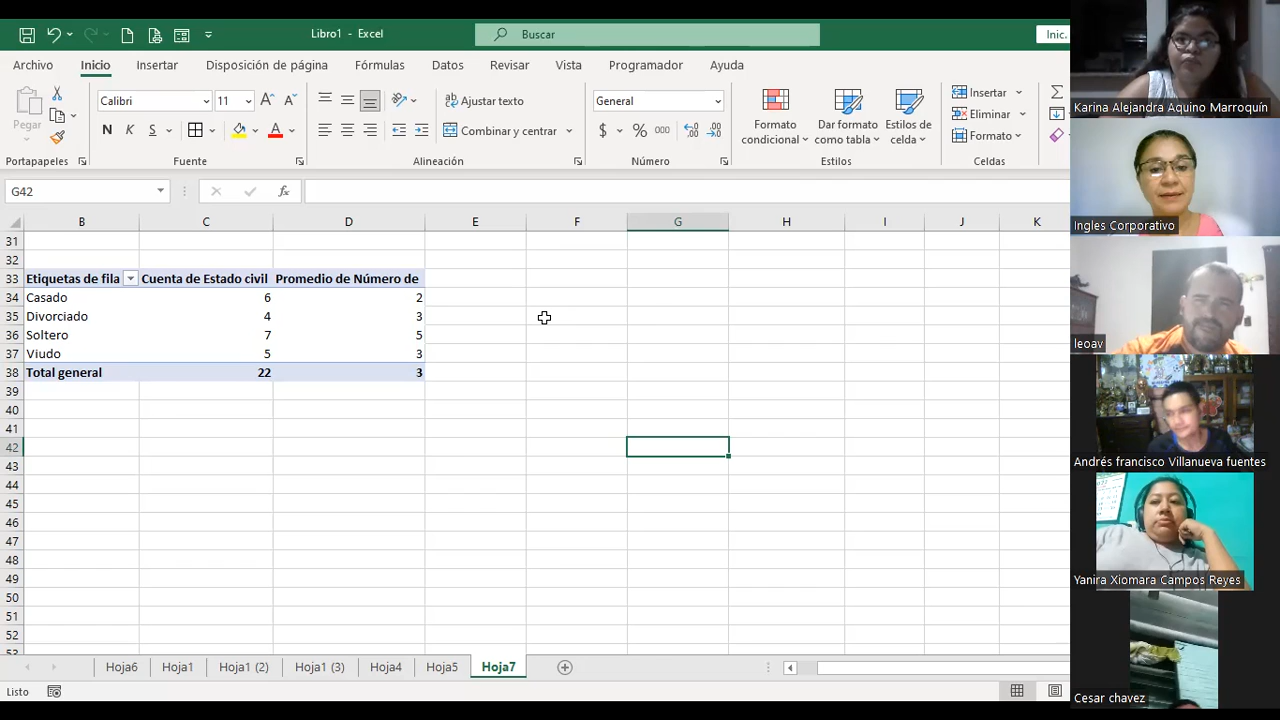 Libro1 - Excel
Buscar
Inic.
Archivo Inicio Insertar Disposición de página Fórmulas Datos Revisar Vista Programador Ayuda
Pegar
Calibri 11
N K S A
Ajustar texto
Combinar y centrar
General
$ % 000
Formato condicional
Dar formato como tabla
Estilos de celda
Insertar
Eliminar
Formato
Portapapeles Fuente Alineación Número Estilos Celdas
G42
fx
B C D E F G H I J K
31
32
33 Etiquetas de fila Cuenta de Estado civil Promedio de Número de
34 Casado 6 2
35 Divorciado 4 3
36 Soltero 7 5
37 Viudo 5 3
38 Total general 22 3
39
40
41
42
43
44
45
46
47
48
49
50
51
52
53
Hoja6 Hoja1 Hoja1 (2) Hoja1 (3) Hoja4 Hoja5 Hoja7
Listo
Karina Alejandra Aquino Marroquín
Ingles Corporativo
leoav
Andrés francisco Villanueva fuentes
Yanira Xiomara Campos Reyes
Cesar chavez